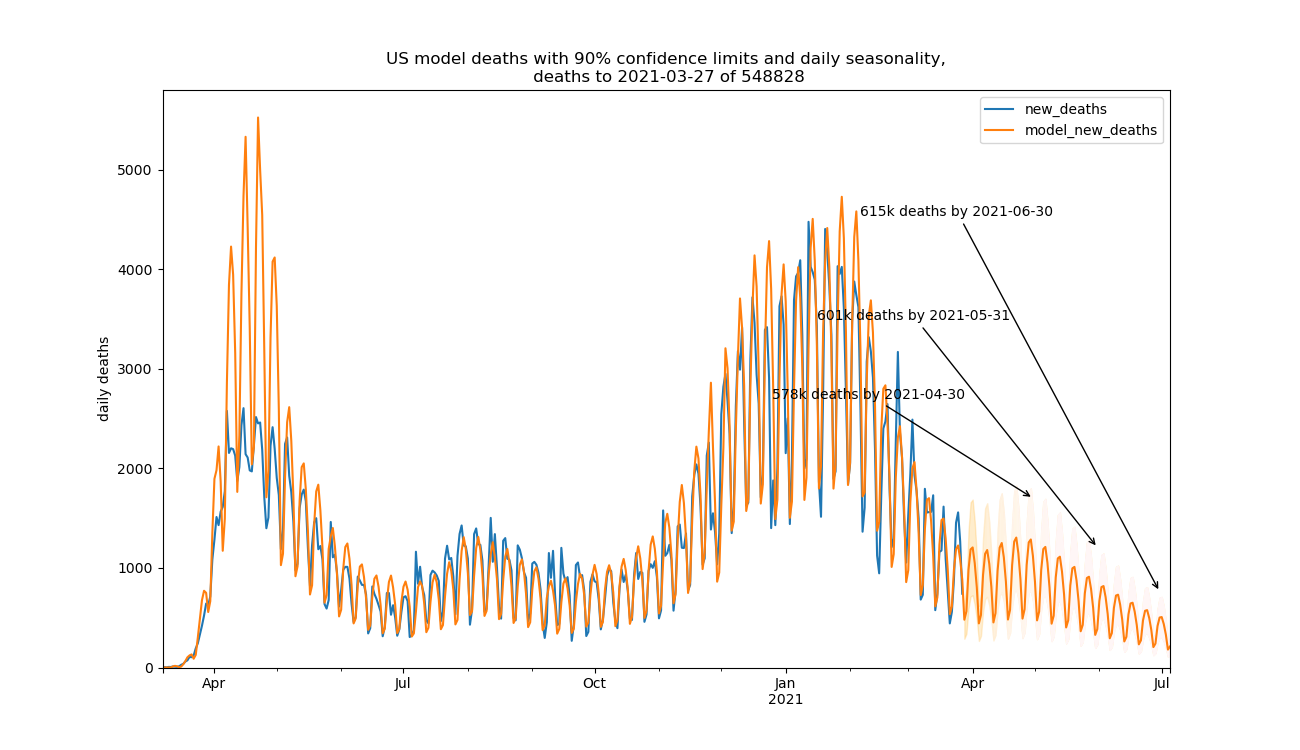 US model deaths with 90% confidence limits and daily seasonality,
deaths to 2021-03-27 of 548828
new_deaths
model_new_deaths
615k deaths by 2021-06-30
601k deaths by 2021-05-31
578k deaths by 2021-04-30
daily deaths
5000
4000
3000
2000
1000
0
Apr
Jul
Oct
Jan
2021
Apr
Jul